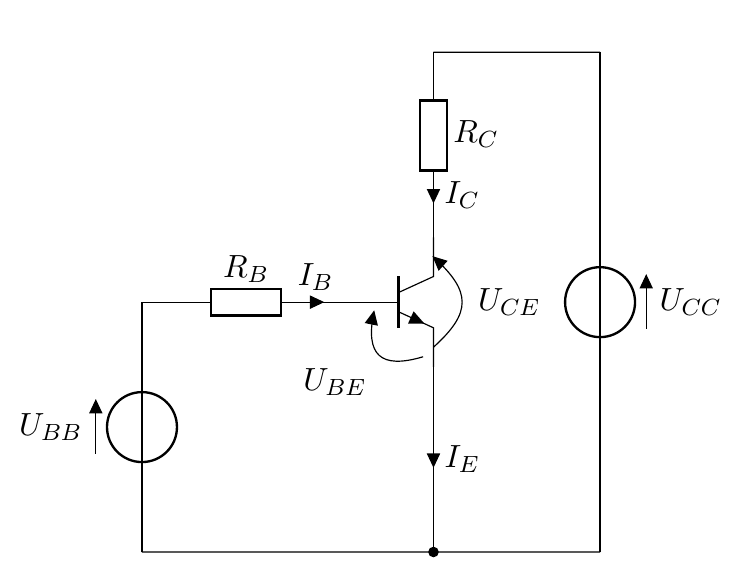 R_C
I_C
R_B
I_B
U_CE
U_CC
U_BE
U_BB
I_E